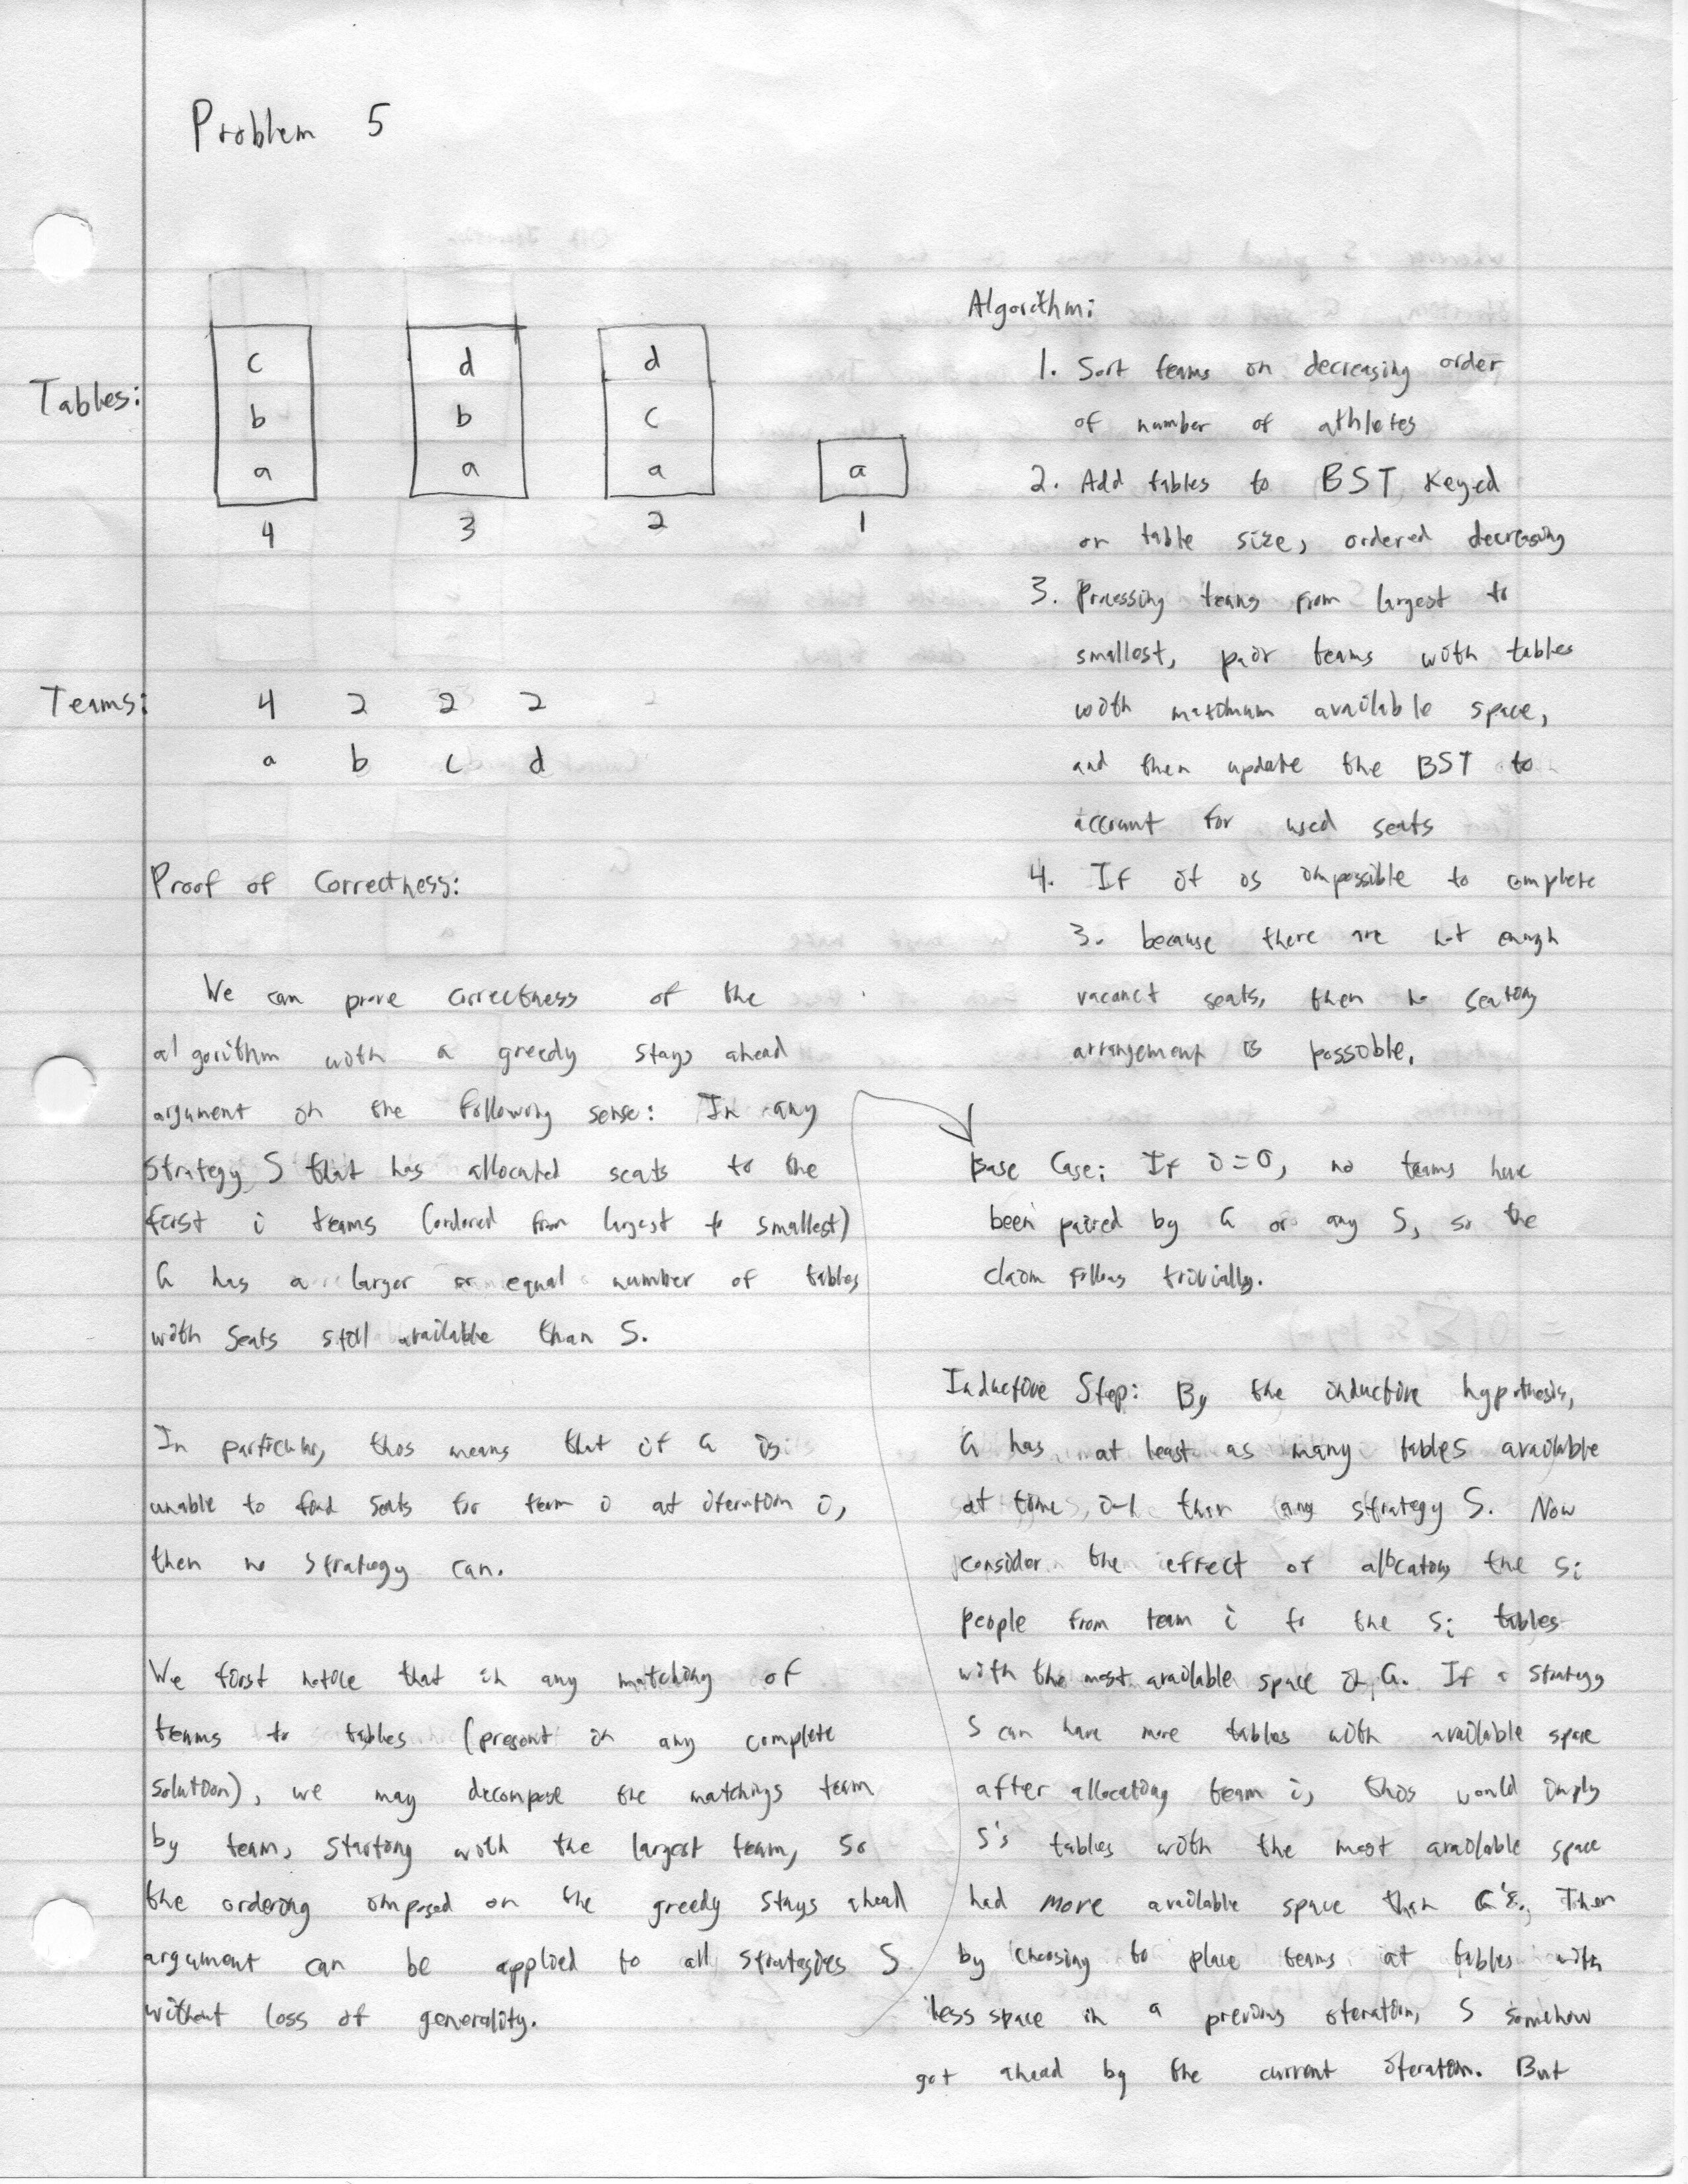 Problem 5
Tables:
c d d
b b c
a a a a
4 3 2 1
Teams: 4 2 2 2
a b c d
Algorithm:
1. Sort teams in decreasing order
of number of athletes
2. Add tables to BST keyed
on table size, ordered decreasing
3. Processing teams from largest to
smallest, pair teams with tables
with maximum available space,
and then update the BST to
account for used seats
4. If it is impossible to complete
3. because there are not enough
vacant seats, then no seating
arrangement is possible.
Proof of Correctness:
We can prove correctness of the
algorithm with a greedy stays ahead
argument in the following sense: In any
strategy S that has allocated seats to the
first i teams (ordered from largest to smallest)
G has a larger or equal number of tables
with seats still available than S.
In particular, this means that if G is
unable to find seats for team i at iteration i,
then no strategy can.
We first notice that in any matching of
teams to tables (present in any complete
solution), we may decompose the matchings team
by team, starting with the largest team, so
the ordering imposed on the greedy stays ahead
argument can be applied to all strategies S
without loss of generality.
Base Case: If i=0, no teams have
been paired by G or any S, so the
claim follows trivially.
Inductive Step: By the inductive hypothesis,
G has at least as many tables available
at time i-1 than any strategy S. Now
consider the effect of allocating the si
people from team i to the si tables
with the most available space in G. If a strategy
S can have more tables with available space
after allocating team i, this would imply
S's tables with the most available space
had more available space than G's. Then
by choosing to place teams at tables with
less space in a previous iteration, S somehow
got ahead by the current iteration. But